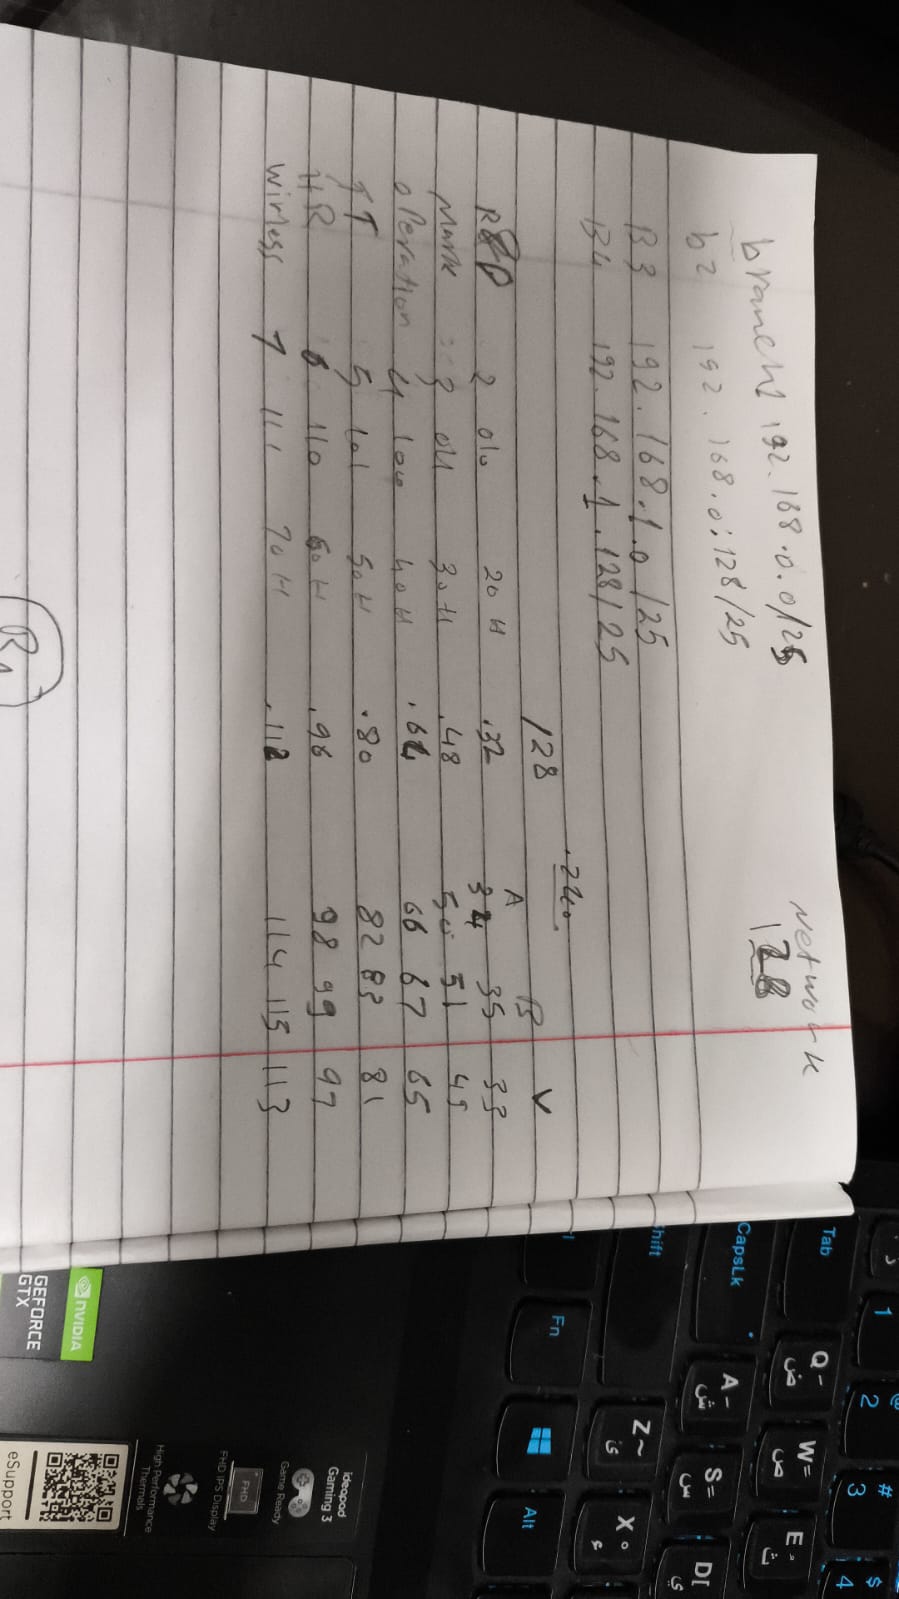 Network
branch1 192.168.0.0/25
128
b2 192.168.0.128/25
B3 192.168.1.0/25
B4 192.168.1.128/25
.240
/28 A B V
R&D 2 010 20 H .32 34 35 33
Mark 3 011 30 H .48 50 51 49
operation 4 100 40 H .64 66 67 65
IT 5 101 50 H .80 82 83 81
HR 6 110 60 H .96 98 99 97
wirless 7 111 70 H .112 114 115 113
R1
1
@
2
#
3
$
4
د
Tab
Q
ض
W=
ص
E
ث
CapsLk
A
ش
S=
س
D[
ي
hift
Z~
ئ
X
ء
Fn
Alt
ideapad
Gaming 3
Game Ready
FHD
FHD IPS Display
High Performance
Thermals
NVIDIA
GEFORCE
GTX
eSupport